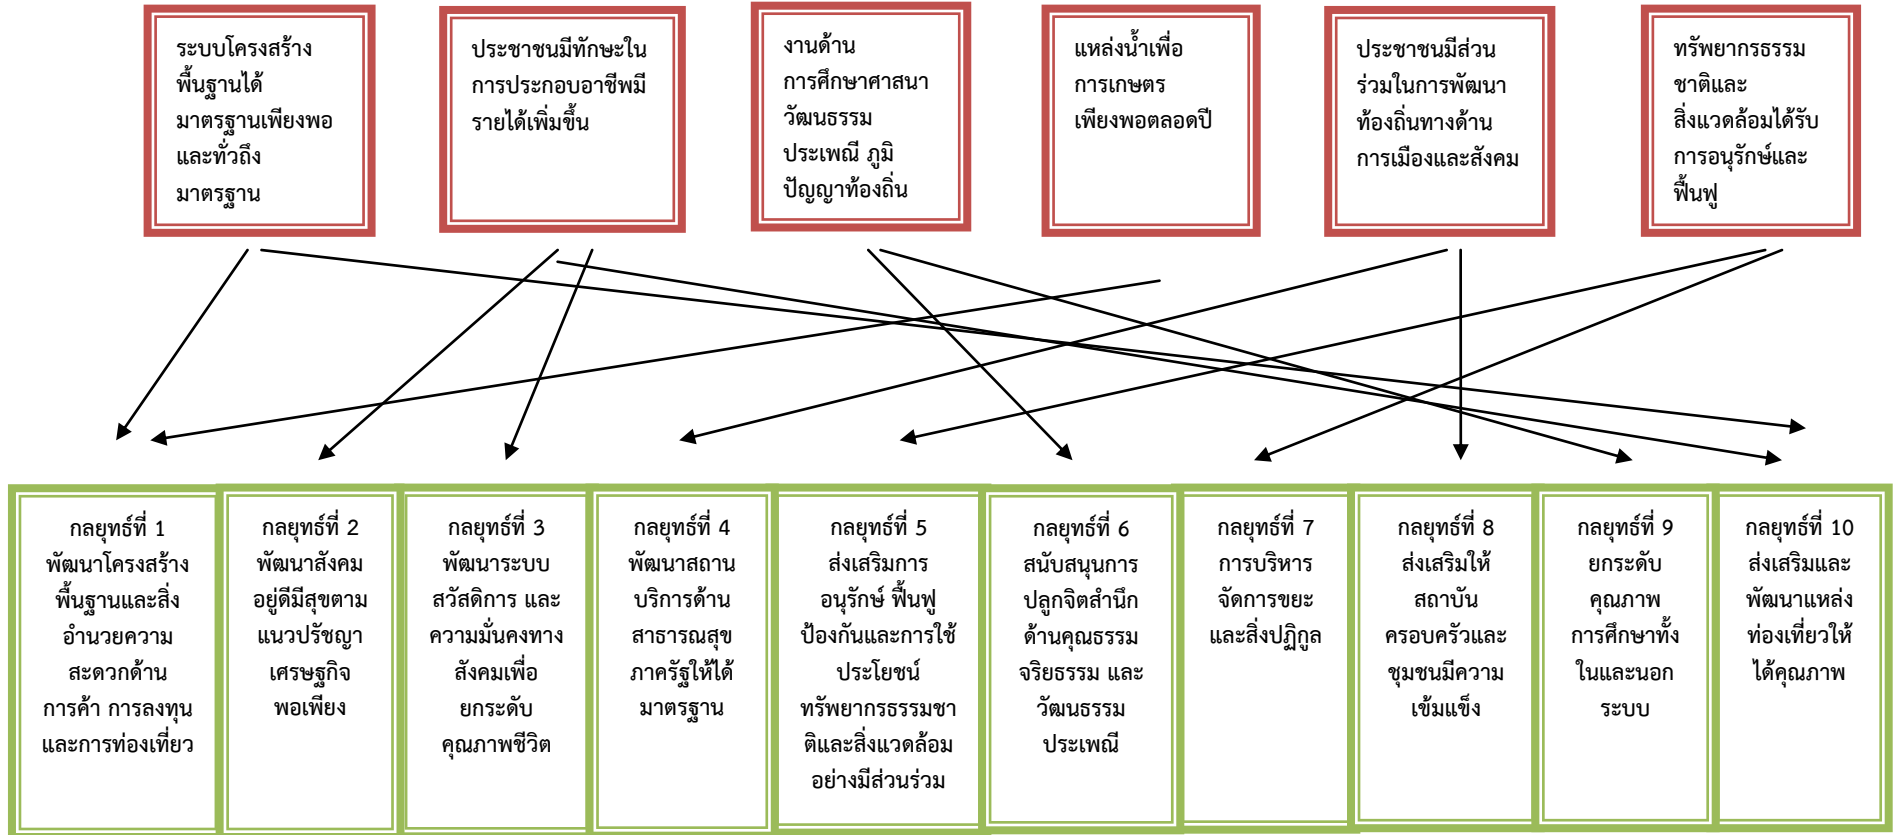 ระบบโครงสร้าง
พื้นฐานได้
มาตรฐานเพียงพอ
และทั่วถึง
มาตรฐาน
ประชาชนมีทักษะใน
การประกอบอาชีพมี
รายได้เพิ่มขึ้น
งานด้าน
การศึกษาศาสนา
วัฒนธรรม
ประเพณี ภูมิ
ปัญญาท้องถิ่น
แหล่งน้ำเพื่อ
การเกษตร
เพียงพอตลอดปี
ประชาชนมีส่วน
ร่วมในการพัฒนา
ท้องถิ่นทางด้าน
การเมืองและสังคม
ทรัพยากรธรรม
ชาติและ
สิ่งแวดล้อมได้รับ
การอนุรักษ์และ
ฟื้นฟู
กลยุทธ์ที่ 1
พัฒนาโครงสร้าง
พื้นฐานและสิ่ง
อำนวยความ
สะดวกด้าน
การค้า การลงทุน
และการท่องเที่ยว
กลยุทธ์ที่ 2
พัฒนาสังคม
อยู่ดีมีสุขตาม
แนวปรัชญา
เศรษฐกิจ
พอเพียง
กลยุทธ์ที่ 3
พัฒนาระบบ
สวัสดิการ และ
ความมั่นคงทาง
สังคมเพื่อ
ยกระดับ
คุณภาพชีวิต
กลยุทธ์ที่ 4
พัฒนาสถาน
บริการด้าน
สาธารณสุข
ภาครัฐให้ได้
มาตรฐาน
กลยุทธ์ที่ 5
ส่งเสริมการ
อนุรักษ์ ฟื้นฟู
ป้องกันและการใช้
ประโยชน์
ทรัพยากรธรรมชา
ติและสิ่งแวดล้อม
อย่างมีส่วนร่วม
กลยุทธ์ที่ 6
สนับสนุนการ
ปลูกจิตสำนึก
ด้านคุณธรรม
จริยธรรม และ
วัฒนธรรม
ประเพณี
กลยุทธ์ที่ 7
การบริหาร
จัดการขยะ
และสิ่งปฏิกูล
กลยุทธ์ที่ 8
ส่งเสริมให้
สถาบัน
ครอบครัวและ
ชุมชนมีความ
เข้มแข็ง
กลยุทธ์ที่ 9
ยกระดับ
คุณภาพ
การศึกษาทั้ง
ในและนอก
ระบบ
กลยุทธ์ที่ 10
ส่งเสริมและ
พัฒนาแหล่ง
ท่องเที่ยวให้
ได้คุณภาพ